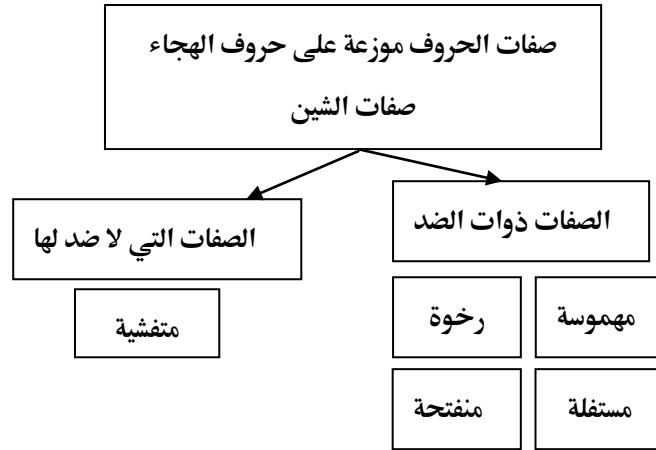 صفات الحروف موزعة على حروف الهجاء
صفات الشين
الصفات ذوات الضد
الصفات التي لا ضد لها
مهموسة
رخوة
متفشية
مستفلة
منفتحة